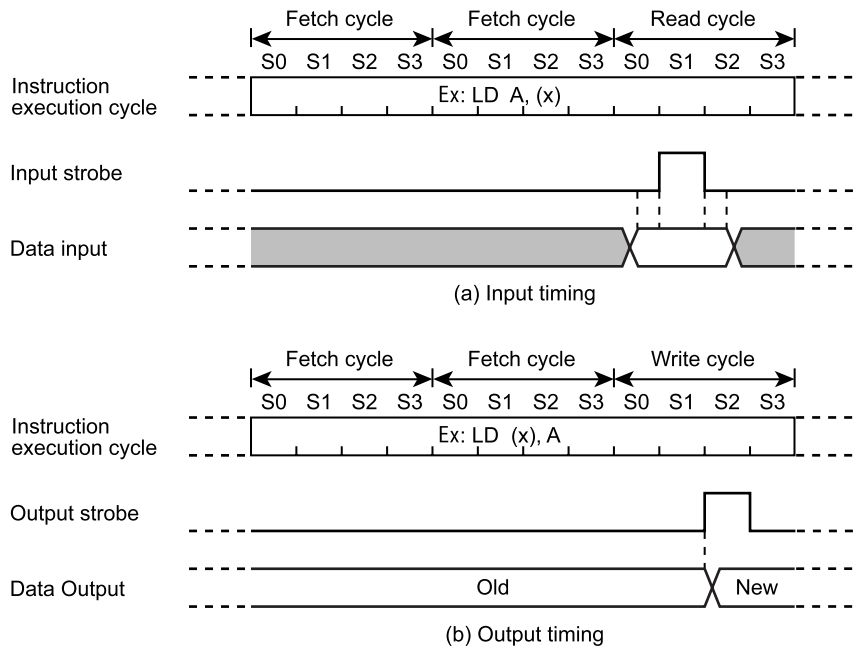 Fetch cycle Fetch cycle Read cycle
S0 S1 S2 S3 S0 S1 S2 S3 S0 S1 S2 S3
Instruction
execution cycle
Ex: LD A, (x)
Input strobe
Data input
(a) Input timing
Fetch cycle Fetch cycle Write cycle
S0 S1 S2 S3 S0 S1 S2 S3 S0 S1 S2 S3
Instruction
execution cycle
Ex: LD (x), A
Output strobe
Data Output
Old New
(b) Output timing